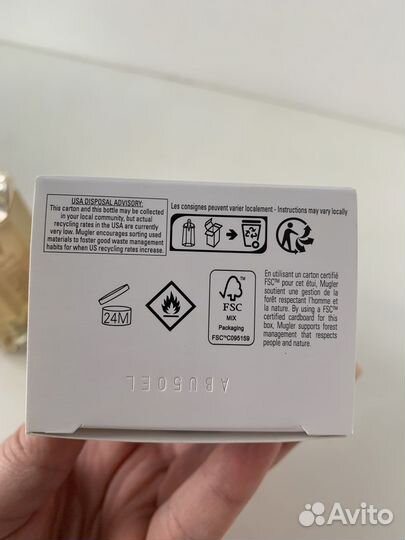 USA DISPOSAL ADVISORY:
This carton and this bottle may be collected
in your local community, but actual
recycling rates in the USA are currently
very low. Mugler encourages sorting used
materials to foster good waste management
habits for when US recycling rates increase.
Les consignes peuvent varier localement - Instructions may vary locally
24M
TM
FSC
MIX
Packaging
FSC™C095159
En utilisant un carton certifié
FSC™ pour cet étui, Mugler
soutient une gestion de la
forêt respectant l'homme et
la nature. By using a FSC™
certified cardboard for this
box, Mugler supports forest
management that respects
people and nature.
ABU50EL
Avito